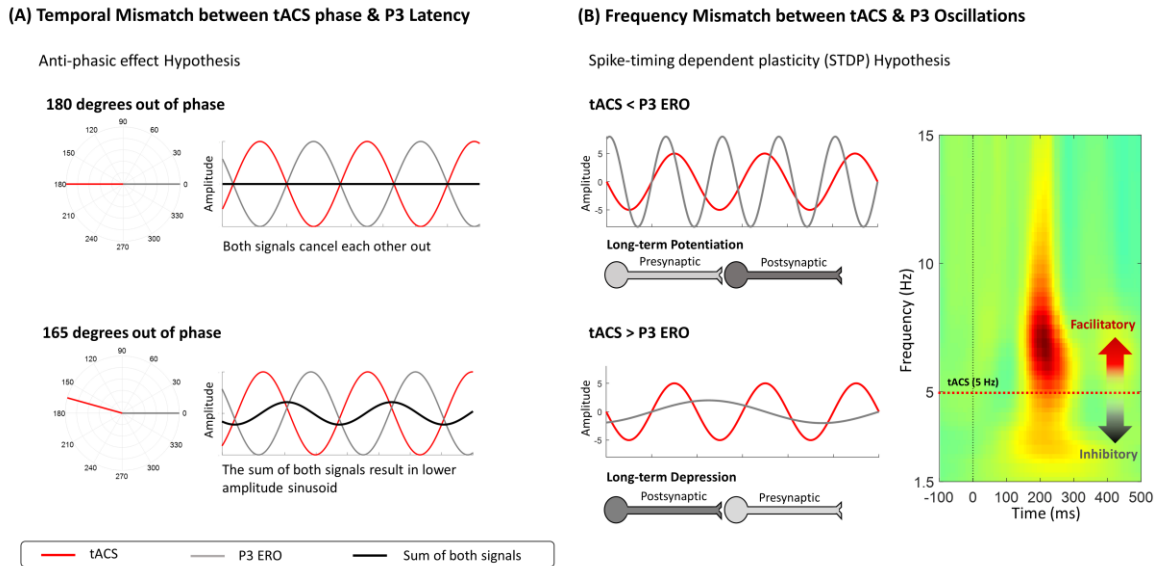 (A) Temporal Mismatch between tACS phase & P3 Latency
Anti-phasic effect Hypothesis
180 degrees out of phase
90
120
60
150
30
180
0
210
330
240
300
270
Amplitude
Both signals cancel each other out
165 degrees out of phase
90
120
60
150
30
180
0
210
330
240
300
270
Amplitude
The sum of both signals result in lower
amplitude sinusoid
(B) Frequency Mismatch between tACS & P3 Oscillations
Spike-timing dependent plasticity (STDP) Hypothesis
tACS < P3 ERO
Amplitude
5
0
-5
Long-term Potentiation
Presynaptic
Postsynaptic
tACS > P3 ERO
Amplitude
5
0
-5
Long-term Depression
Postsynaptic
Presynaptic
Frequency (Hz)
15
10
5
1.5
Facilitatory
tACS (5 Hz)
Inhibitory
-100 0 100 200 300 400 500
Time (ms)
tACS
P3 ERO
Sum of both signals